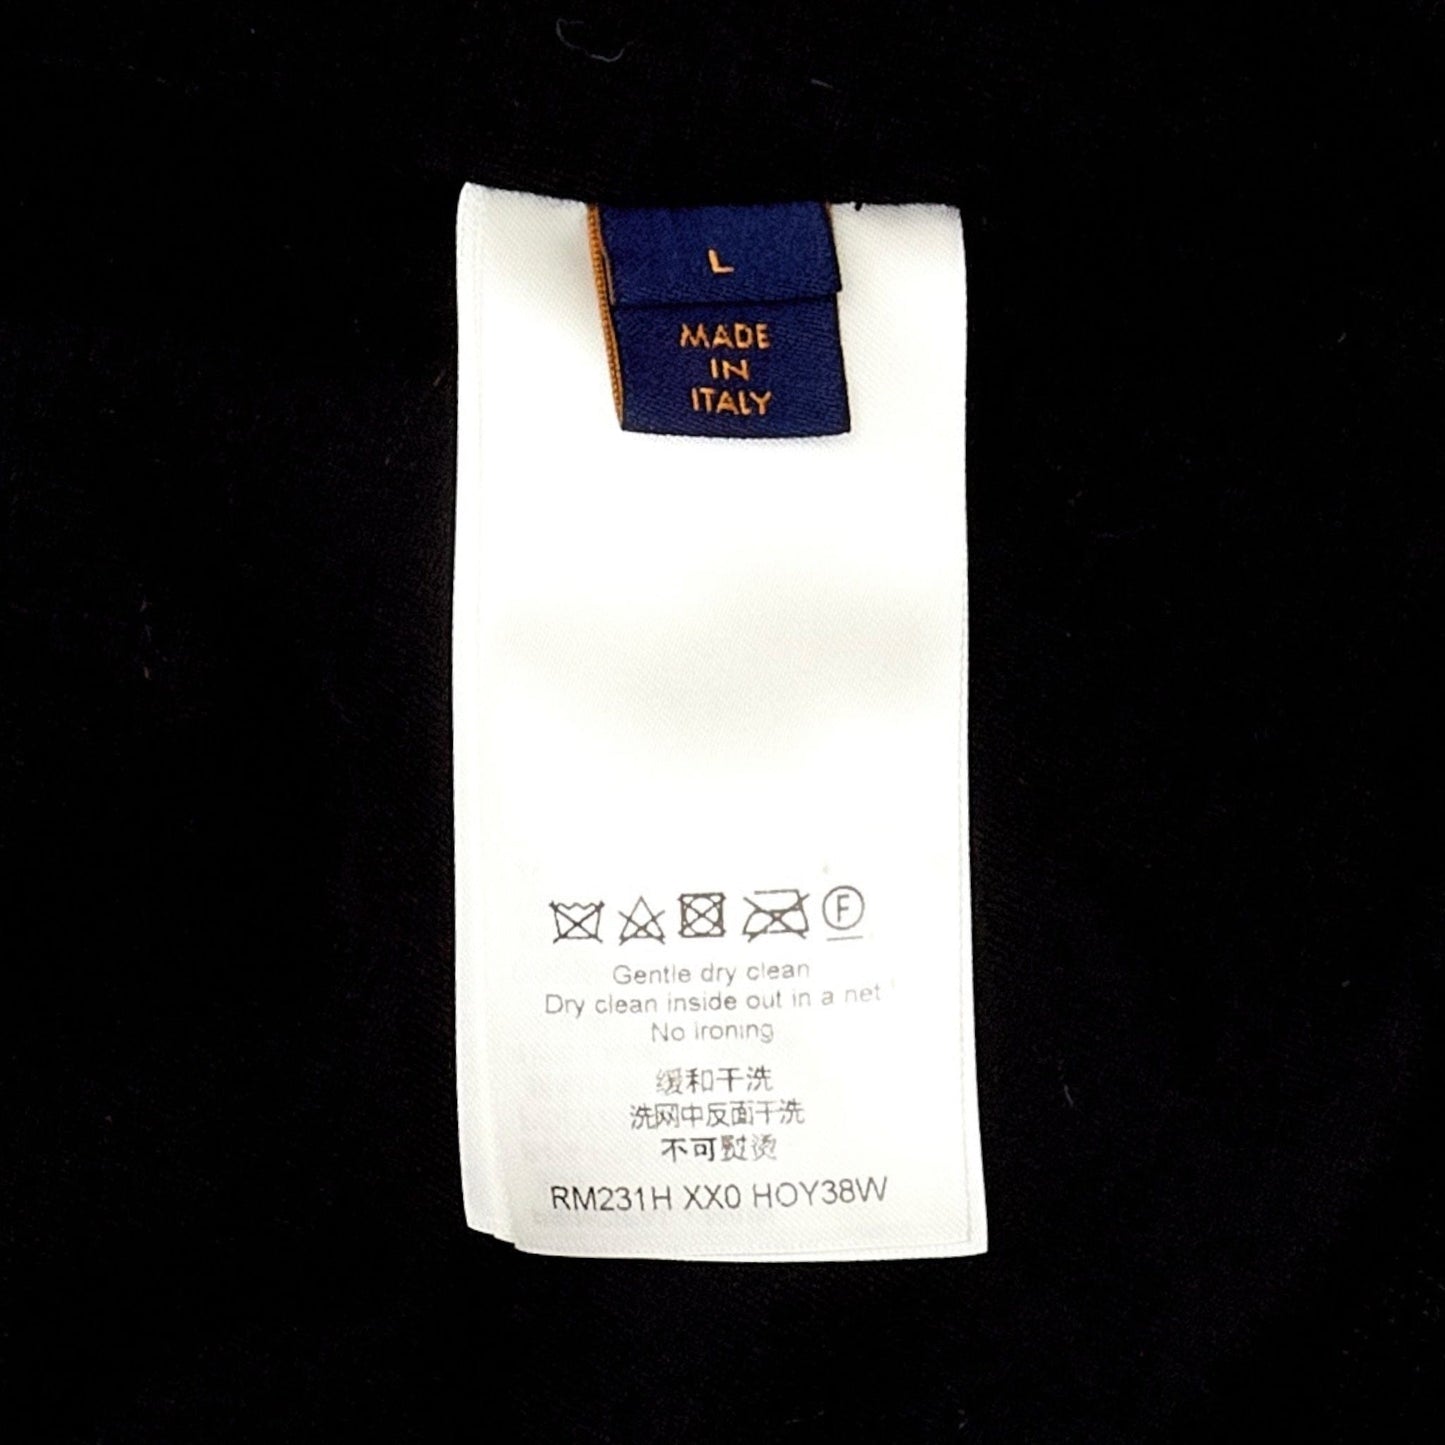 L
MADE
IN
ITALY
F
Gentle dry clean
Dry clean inside out in a net
No ironing
缓和干洗
洗网中反面干洗
不可熨烫
RM231H XX0 HOY38W